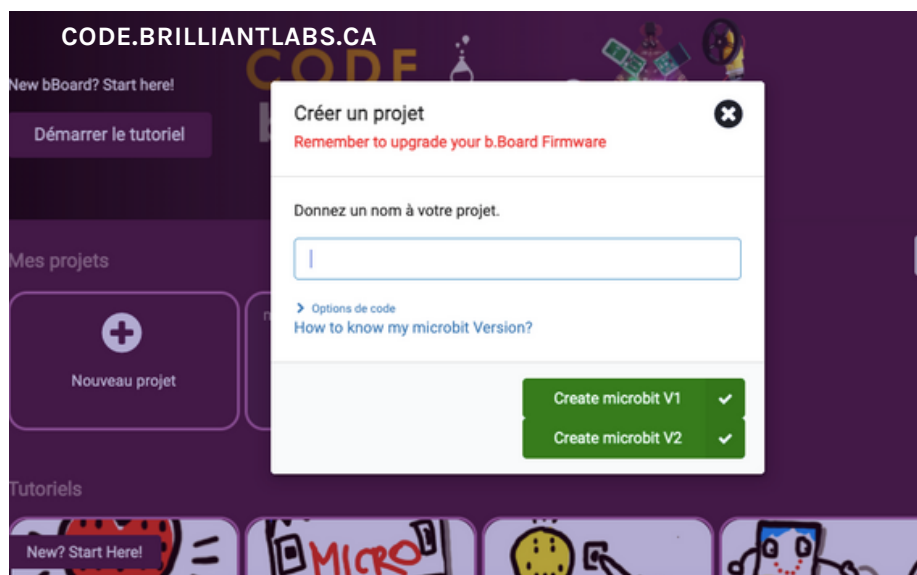 CODE.BRILLIANTLABS.CA
CODE
New bBoard? Start here!
Démarrer le tutoriel
Créer un projet
Remember to upgrade your b.Board Firmware
Donnez un nom à votre projet.
Options de code
How to know my microbit Version?
Create microbit V1
Create microbit V2
Mes projets
Nouveau projet
Tutoriels
New? Start Here!
MICRO